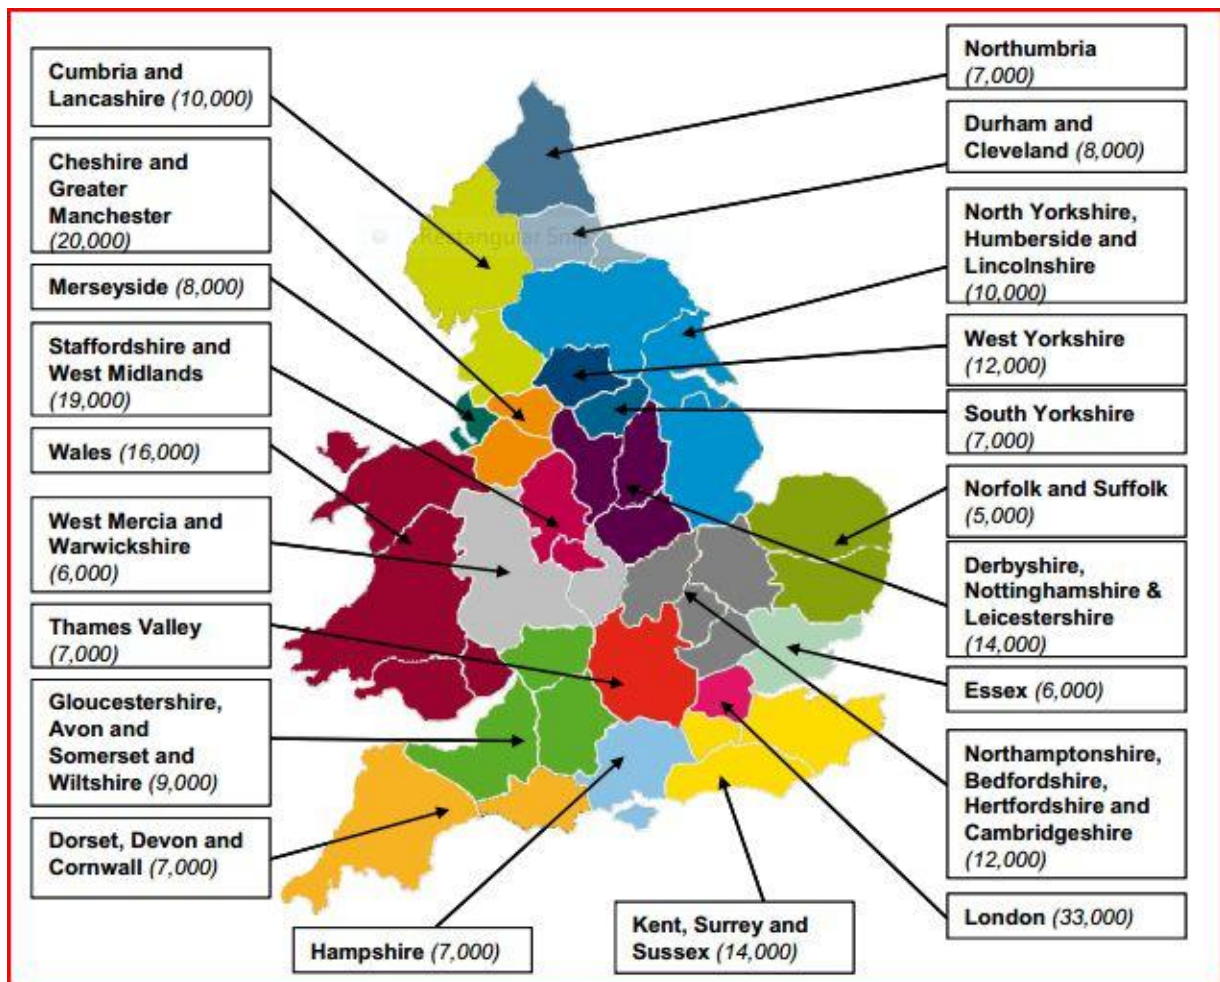 Cumbria and
Lancashire (10,000)
Cheshire and
Greater
Manchester
(20,000)
Merseyside (8,000)
Staffordshire and
West Midlands
(19,000)
Wales (16,000)
West Mercia and
Warwickshire
(6,000)
Thames Valley
(7,000)
Gloucestershire,
Avon and
Somerset and
Wiltshire (9,000)
Dorset, Devon and
Cornwall (7,000)
Hampshire (7,000)
Kent, Surrey and
Sussex (14,000)
Northumbria
(7,000)
Durham and
Cleveland (8,000)
North Yorkshire,
Humberside and
Lincolnshire
(10,000)
West Yorkshire
(12,000)
South Yorkshire
(7,000)
Norfolk and Suffolk
(5,000)
Derbyshire,
Nottinghamshire &
Leicestershire
(14,000)
Essex (6,000)
Northamptonshire,
Bedfordshire,
Hertfordshire and
Cambridgeshire
(12,000)
London (33,000)
Rectangular